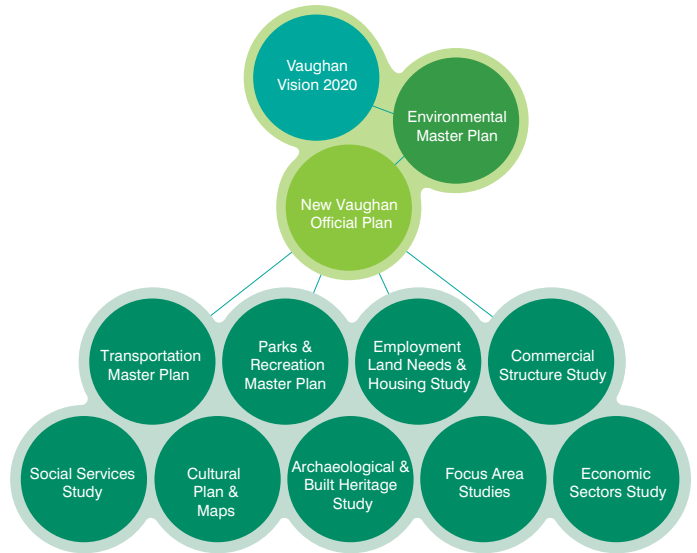 Vaughan
Vision 2020
Environmental
Master Plan
New Vaughan
Official Plan
Transportation
Master Plan
Parks &
Recreation
Master Plan
Employment
Land Needs &
Housing Study
Commercial
Structure Study
Social Services
Study
Cultural
Plan &
Maps
Archaeological &
Built Heritage
Study
Focus Area
Studies
Economic
Sectors Study